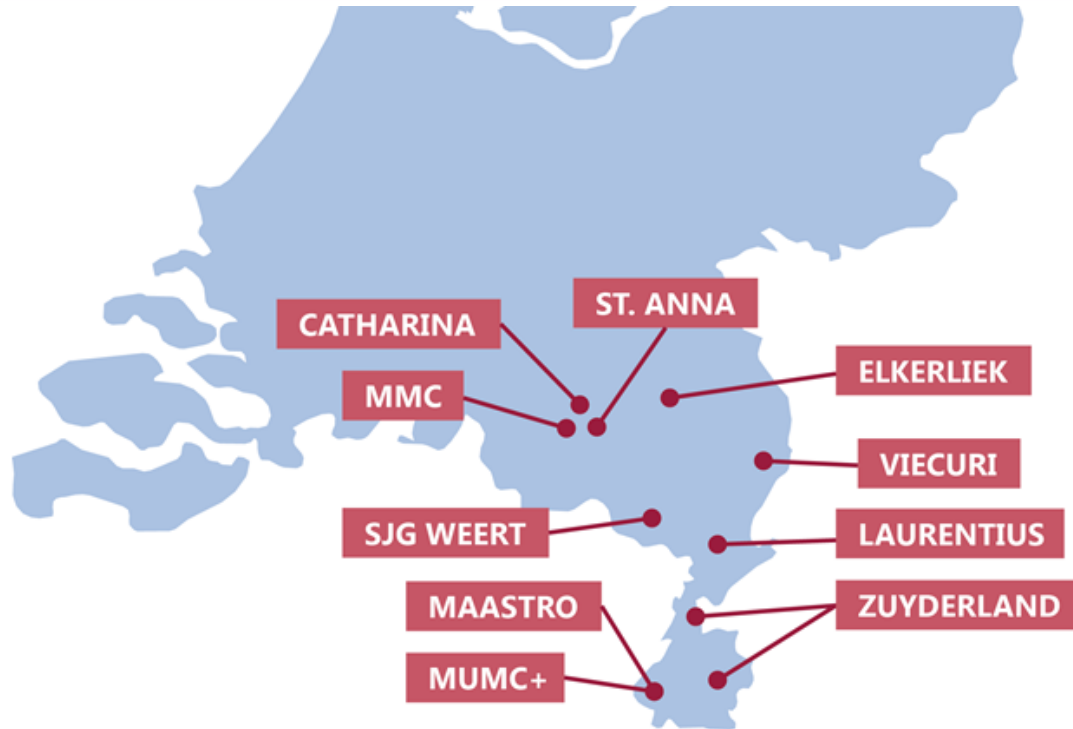 CATHARINA
ST. ANNA
MMC
ELKERLIEK
VIECURI
SJG WEERT
LAURENTIUS
MAASTRO
ZUYDERLAND
MUMC+